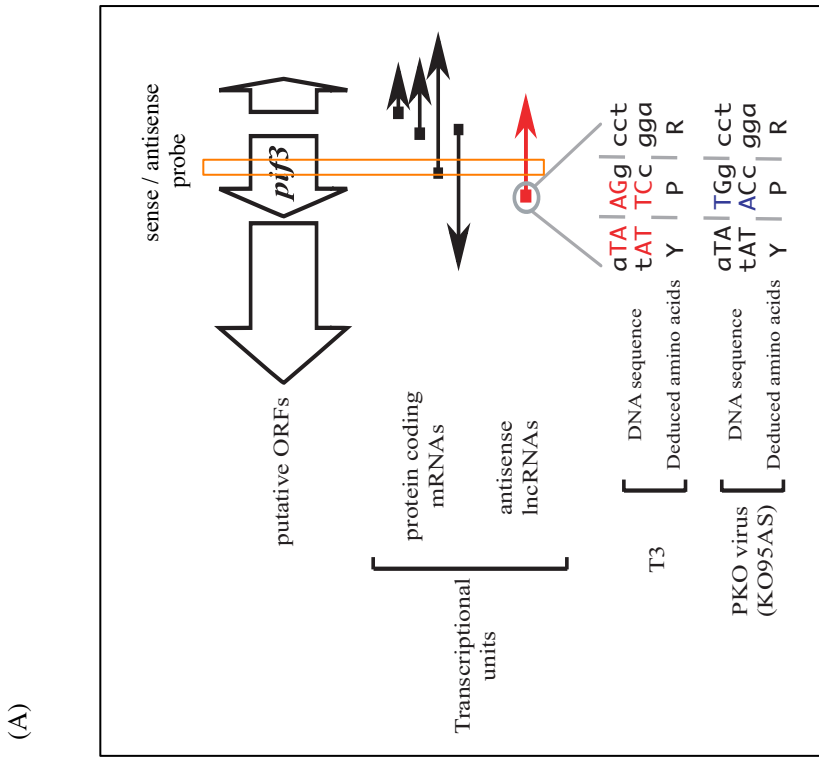 (A)
sense / antisense
probe
putative ORFs
pif3
Transcriptional
units
protein coding
mRNAs
antisense
lncRNAs
T3
DNA sequence
aTA AGg cct
tAT TCc gga
Deduced amino acids
Y P R
PKO virus
(KO95AS)
DNA sequence
aTA TGg cct
tAT ACc gga
Deduced amino acids
Y P R